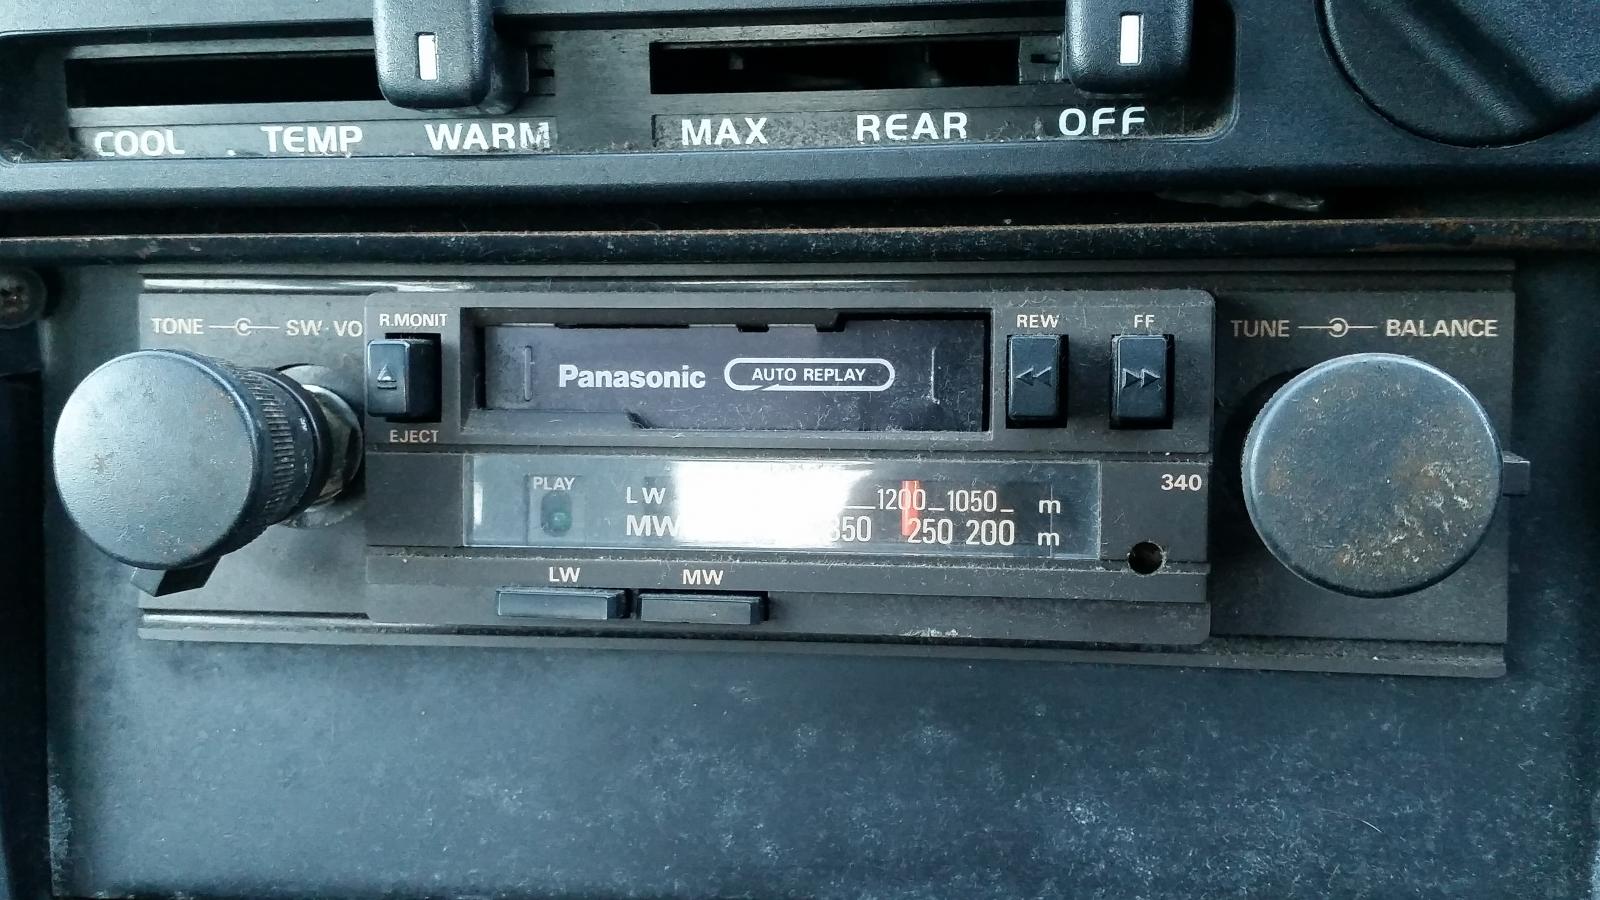 COOL TEMP WARM MAX REAR OFF
TONE SW·VO R.MONIT REW FF TUNE BALANCE
Panasonic AUTO REPLAY
EJECT
PLAY LW 1200 1050 m 340
MW 250 200 m
LW MW